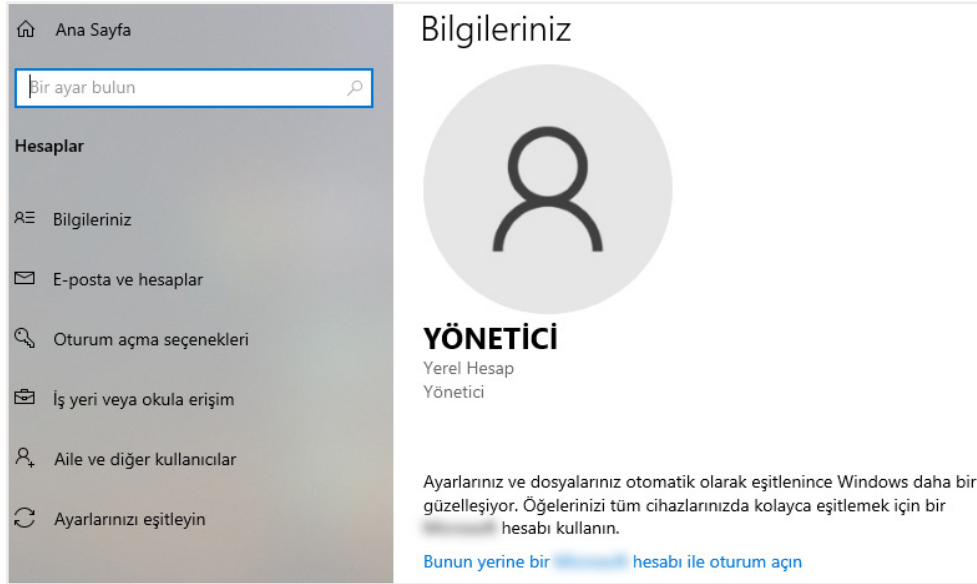 Ana Sayfa
Bir ayar bulun
Hesaplar
Bilgileriniz
E-posta ve hesaplar
Oturum açma seçenekleri
İş yeri veya okula erişim
Aile ve diğer kullanıcılar
Ayarlarınızı eşitleyin
Bilgileriniz
YÖNETİCİ
Yerel Hesap
Yönetici
Ayarlarınız ve dosyalarınız otomatik olarak eşitlenince Windows daha bir
güzelleşiyor. Öğelerinizi tüm cihazlarınızda kolayca eşitlemek için bir
hesabı kullanın.
Bunun yerine bir hesabı ile oturum açın